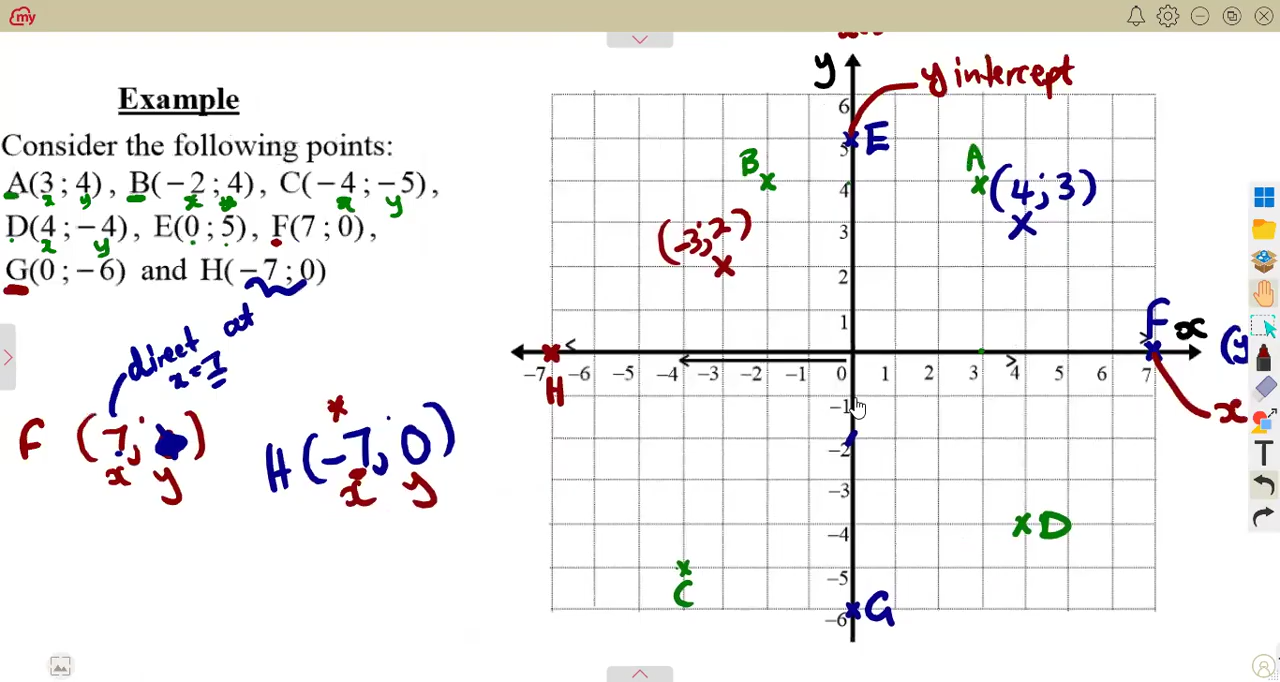 my
Example
Consider the following points:
A(3 ; 4), B(−2 ; 4), C(−4 ; −5),
x y x x y
D(4 ; −4), E(0 ; 5), F(7 ; 0),
x y
G(0 ; −6) and H(−7 ; 0)
direct at
x=7
F (7; )
x y
H (−7; 0)
x y
y
y intercept
6
5
E
B
A
4
(4; 3)
3
(-3; 2)
2
1
F x (y
−7 −6 −5 −4 −3 −2 −1 0 1 2 3 4 5 6 7
H
x
−1
−2
−3
D
−4
−5
C
−6
G
T